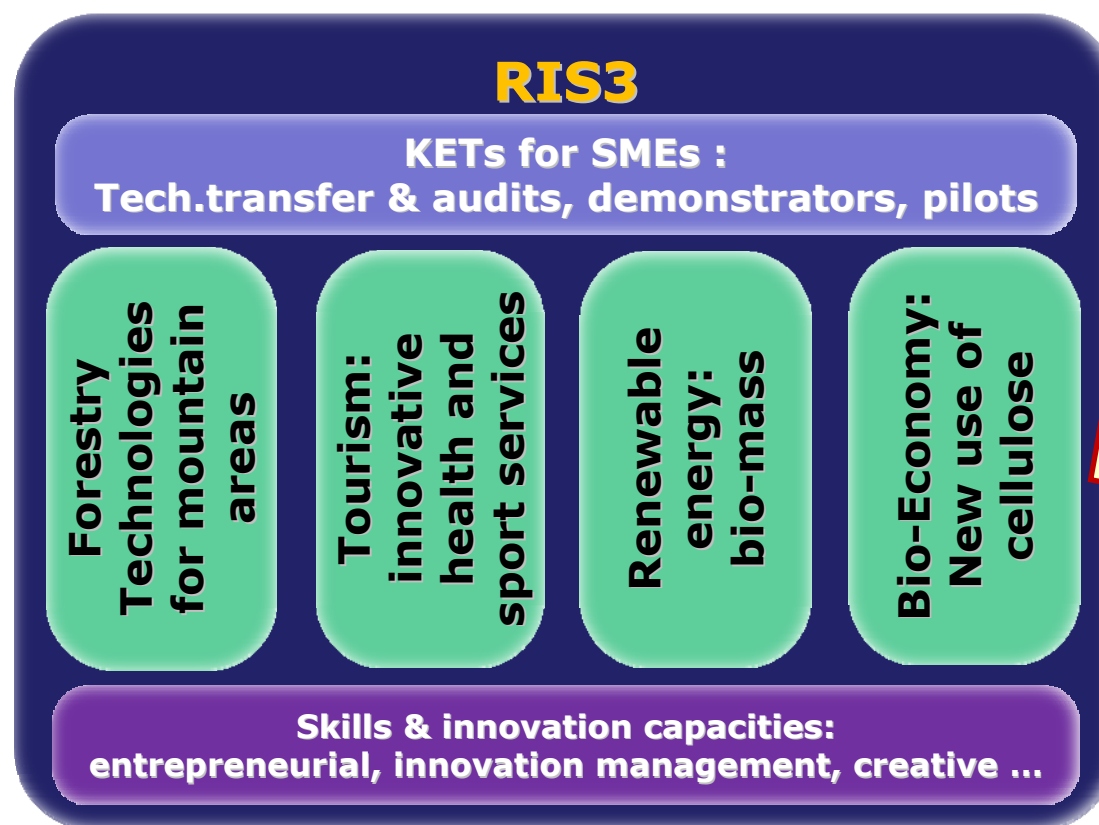 RIS3
KETs for SMEs :
Tech.transfer & audits, demonstrators, pilots
Forestry
Technologies
for mountain
areas
Tourism:
innovative
health and
sport services
Renewable
energy:
bio-mass
Bio-Economy:
New use of
cellulose
Skills & innovation capacities:
entrepreneurial, innovation management, creative ...